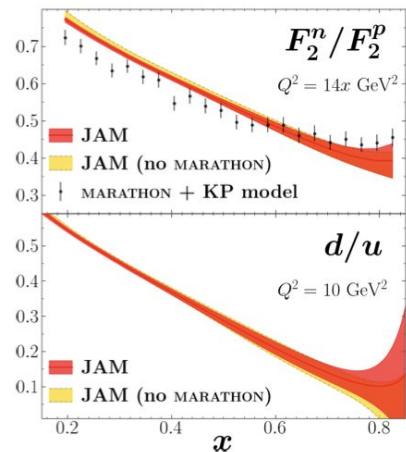 0.7
0.6
0.5
0.4
0.3
F₂ⁿ/F₂ᵖ
Q² = 14x GeV²
JAM
JAM (no MARATHON)
MARATHON + KP model
0.5
0.4
0.3
0.2
0.1
d/u
Q² = 10 GeV²
JAM
JAM (no MARATHON)
0.2 0.4 0.6 0.8
x